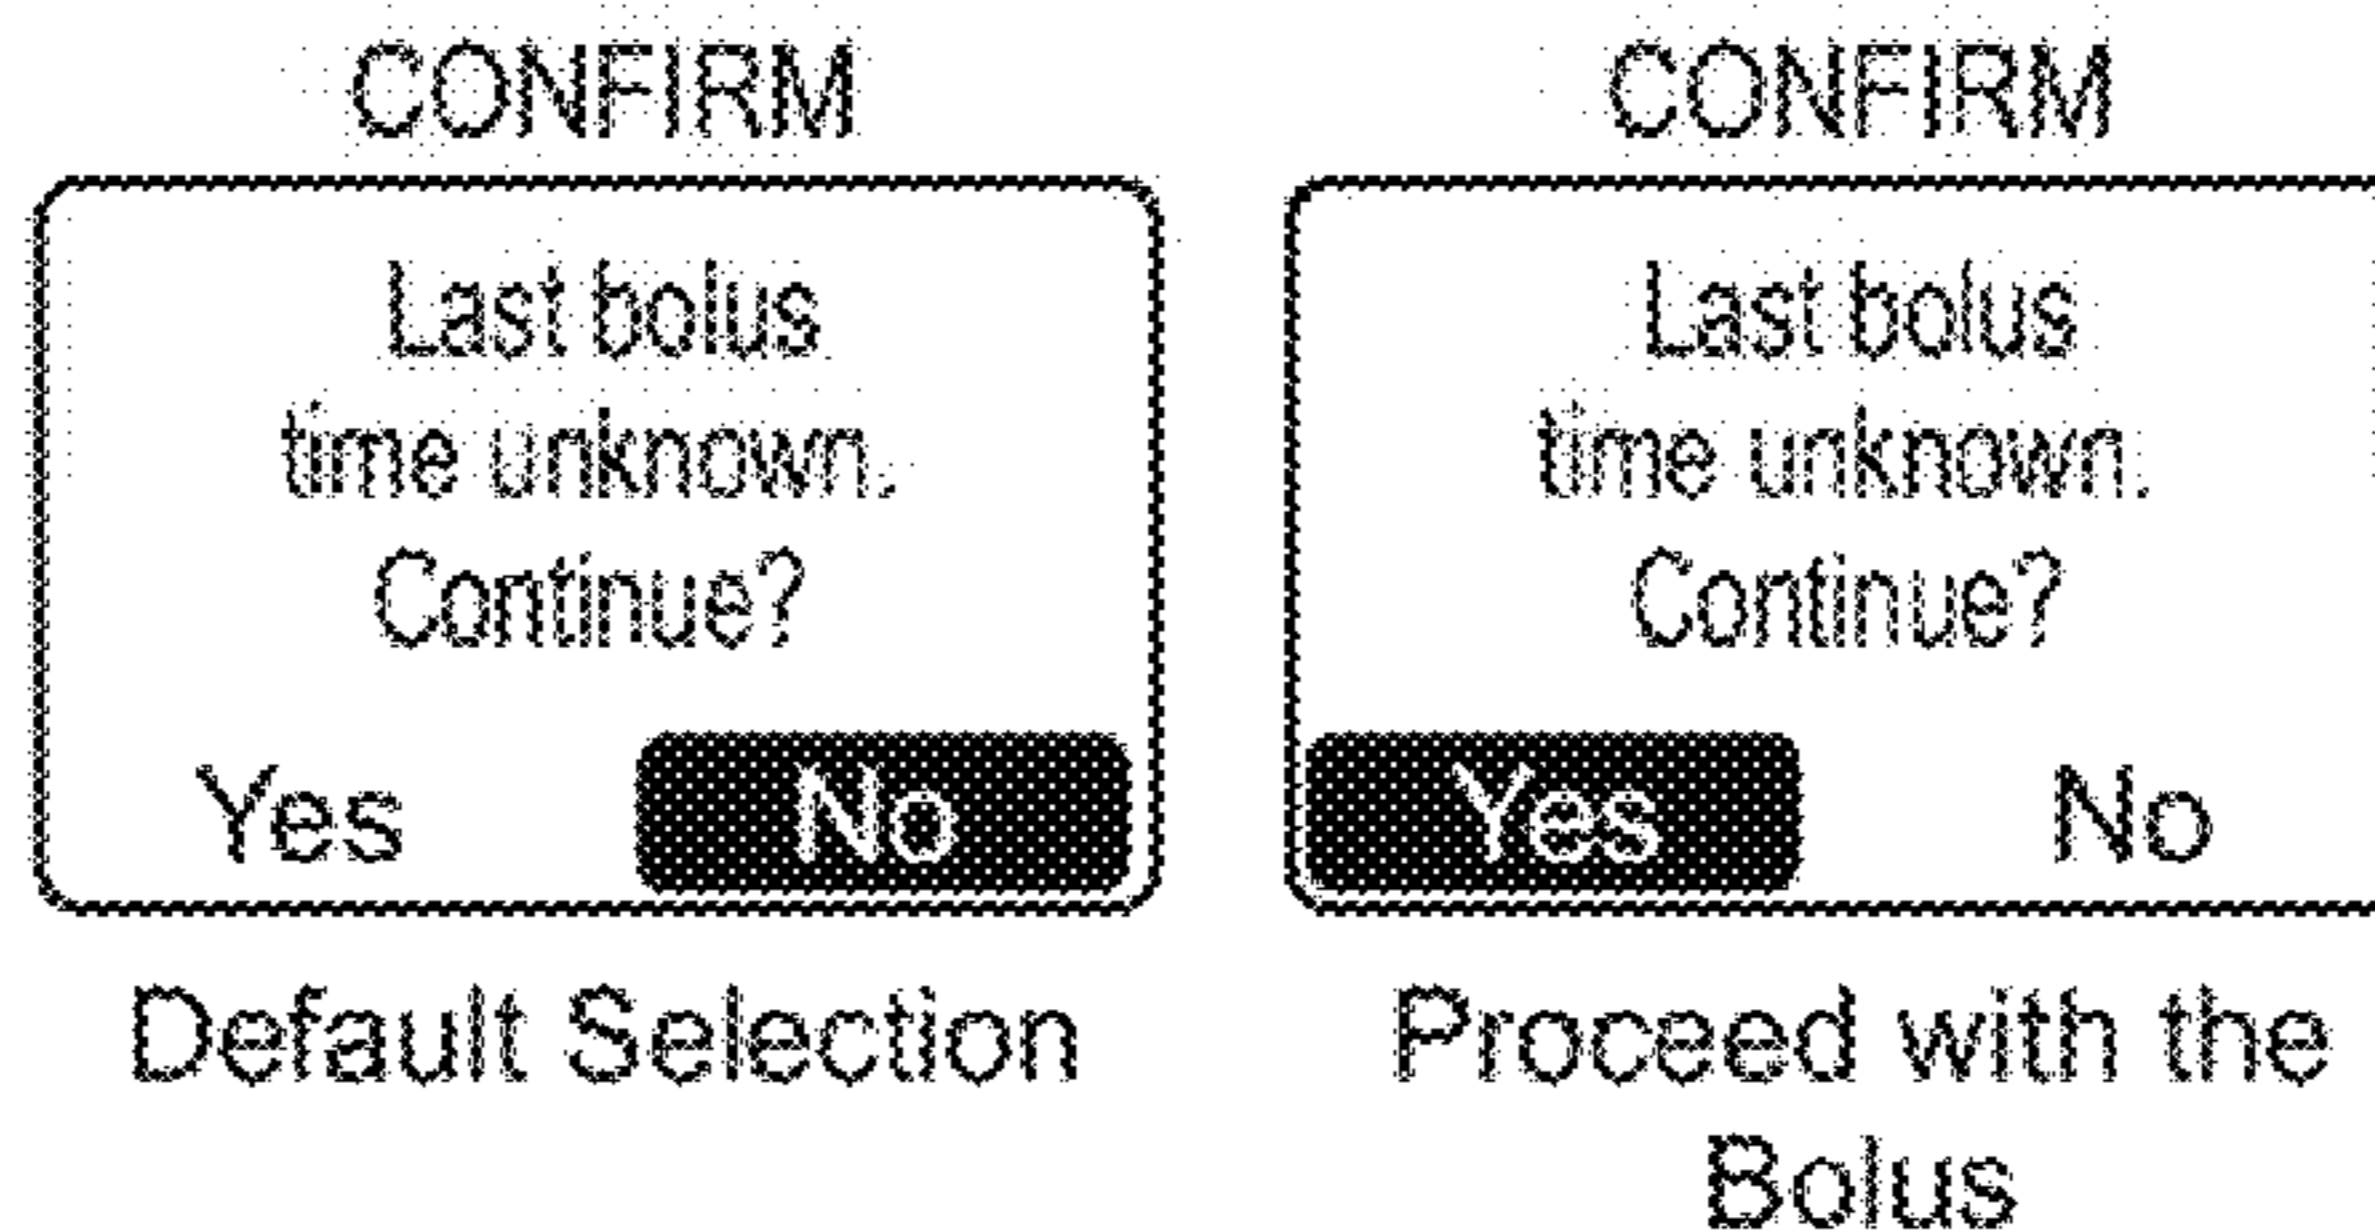 CONFIRM
Last bolus
time unknown.
Continue?
Yes No
Default Selection
CONFIRM
Last bolus
time unknown.
Continue?
Yes No
Proceed with the
Bolus